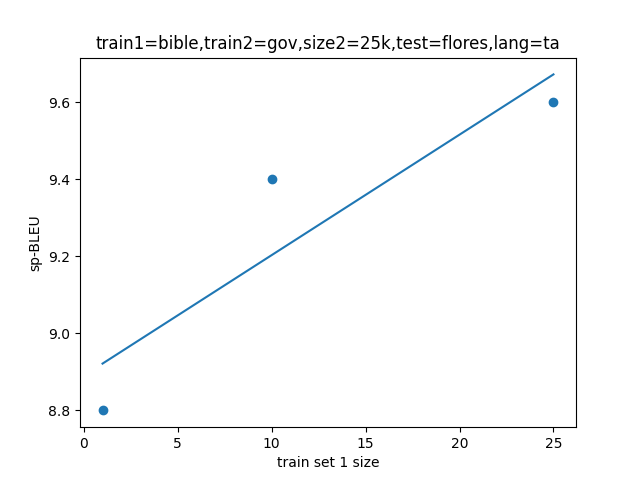 train1=bible,train2=gov,size2=25k,test=flores,lang=ta
9.6
9.4
9.2
9.0
8.8
sp-BLEU
0 5 10 15 20 25
train set 1 size